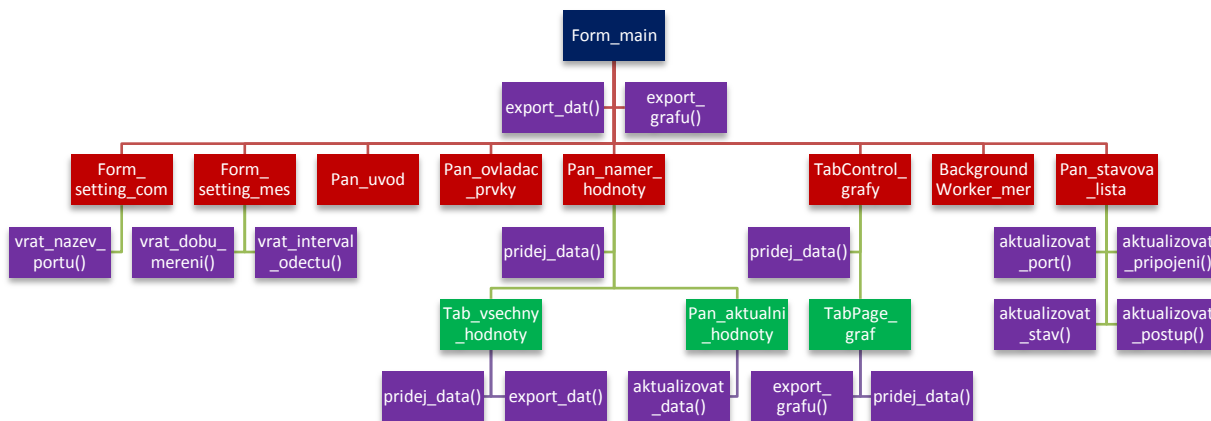 Form_main
export_dat()
export_
grafu()
Form_
setting_com
Form_
setting_mes
Pan_uvod
Pan_ovladac
_prvky
Pan_namer_
hodnoty
TabControl_
grafy
Background
Worker_mer
Pan_stavova
_lista
vrat_nazev_
portu()
vrat_dobu_
mereni()
vrat_interval
_odectu()
pridej_data()
pridej_data()
aktualizovat
_port()
aktualizovat
_pripojeni()
Tab_vsechny
_hodnoty
Pan_aktualni
_hodnoty
TabPage_
graf
aktualizovat
_stav()
aktualizovat
_postup()
pridej_data()
export_dat()
aktualizovat
_data()
export_
grafu()
pridej_data()